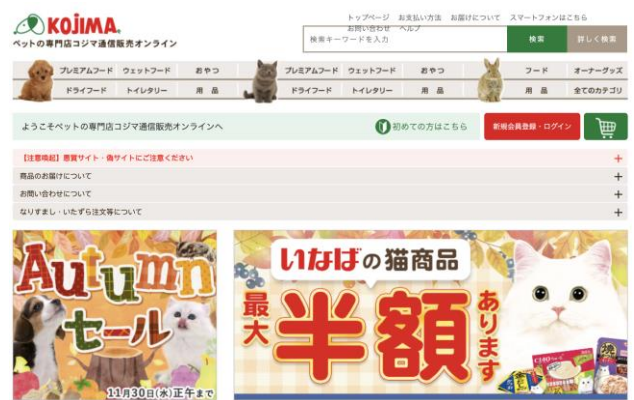 KOJIMA.
ペットの専門店コジマ通信販売オンライン
トップページ お支払い方法 お届けについて スマートフォンはこちら
お問い合わせ ヘルプ
検索キーワードを入力
検索
詳しく検索
プレミアムフード ウェットフード おやつ
ドライフード トイレタリー 用 品
プレミアムフード ウェットフード おやつ
ドライフード トイレタリー 用 品
フード オーナーグッズ
用 品 全てのカテゴリ
ようこそペットの専門店コジマ通信販売オンラインへ
初めての方はこちら
新規会員登録・ログイン
【注意喚起】悪質サイト・偽サイトにご注意ください
商品のお届けについて
お問い合わせについて
なりすまし・いたずら注文等について
Autumn
セール
11月30日(水)正午まで
いなばの猫商品
最大
半額
あります